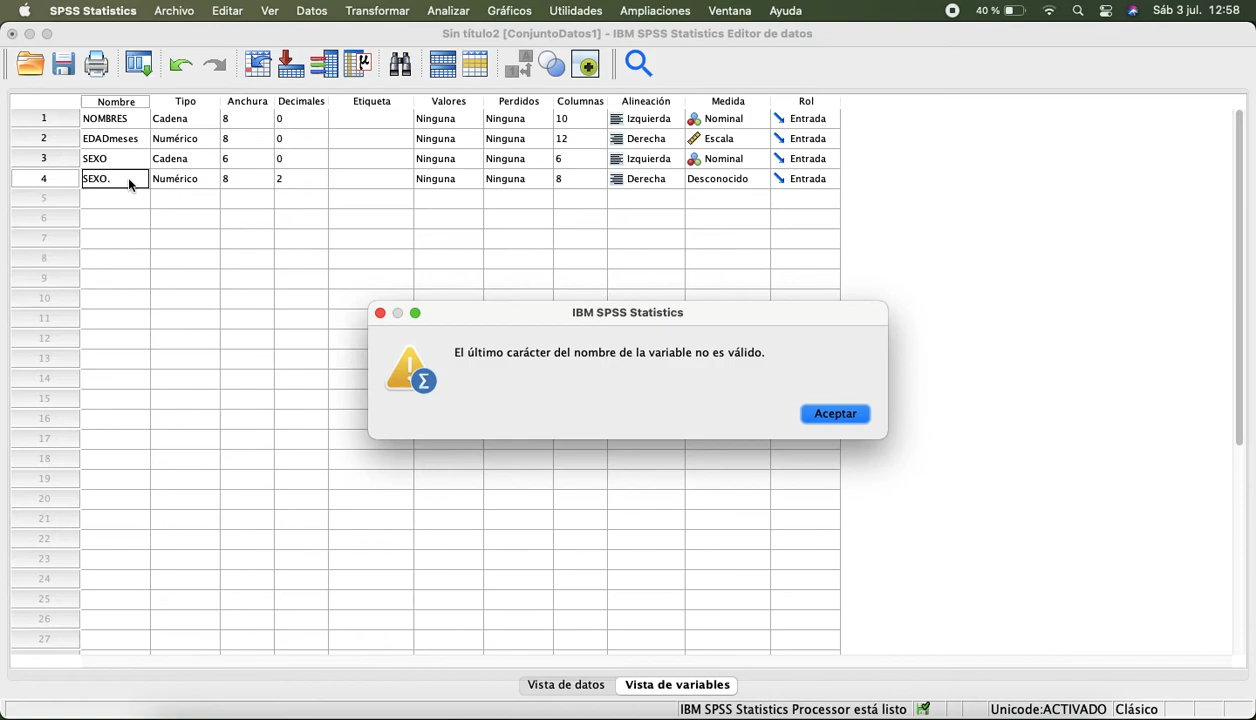 SPSS Statistics Archivo Editar Ver Datos Transformar Analizar Gráficos Utilidades Ampliaciones Ventana Ayuda 40 % Sáb 3 jul. 12:58
Sin título2 [ConjuntoDatos1] - IBM SPSS Statistics Editor de datos
Nombre Tipo Anchura Decimales Etiqueta Valores Perdidos Columnas Alineación Medida Rol
1 NOMBRES Cadena 8 0 Ninguna Ninguna 10 Izquierda Nominal Entrada
2 EDADmeses Numérico 8 0 Ninguna Ninguna 12 Derecha Escala Entrada
3 SEXO Cadena 6 0 Ninguna Ninguna 6 Izquierda Nominal Entrada
4 SEXO. Numérico 8 2 Ninguna Ninguna 8 Derecha Desconocido Entrada
5
6
7
8
9
10
11
12
13
14
15
16
17
18
19
20
21
22
23
24
25
26
27
IBM SPSS Statistics
El último carácter del nombre de la variable no es válido.
Aceptar
Vista de datos Vista de variables
IBM SPSS Statistics Processor está listo Unicode:ACTIVADO Clásico